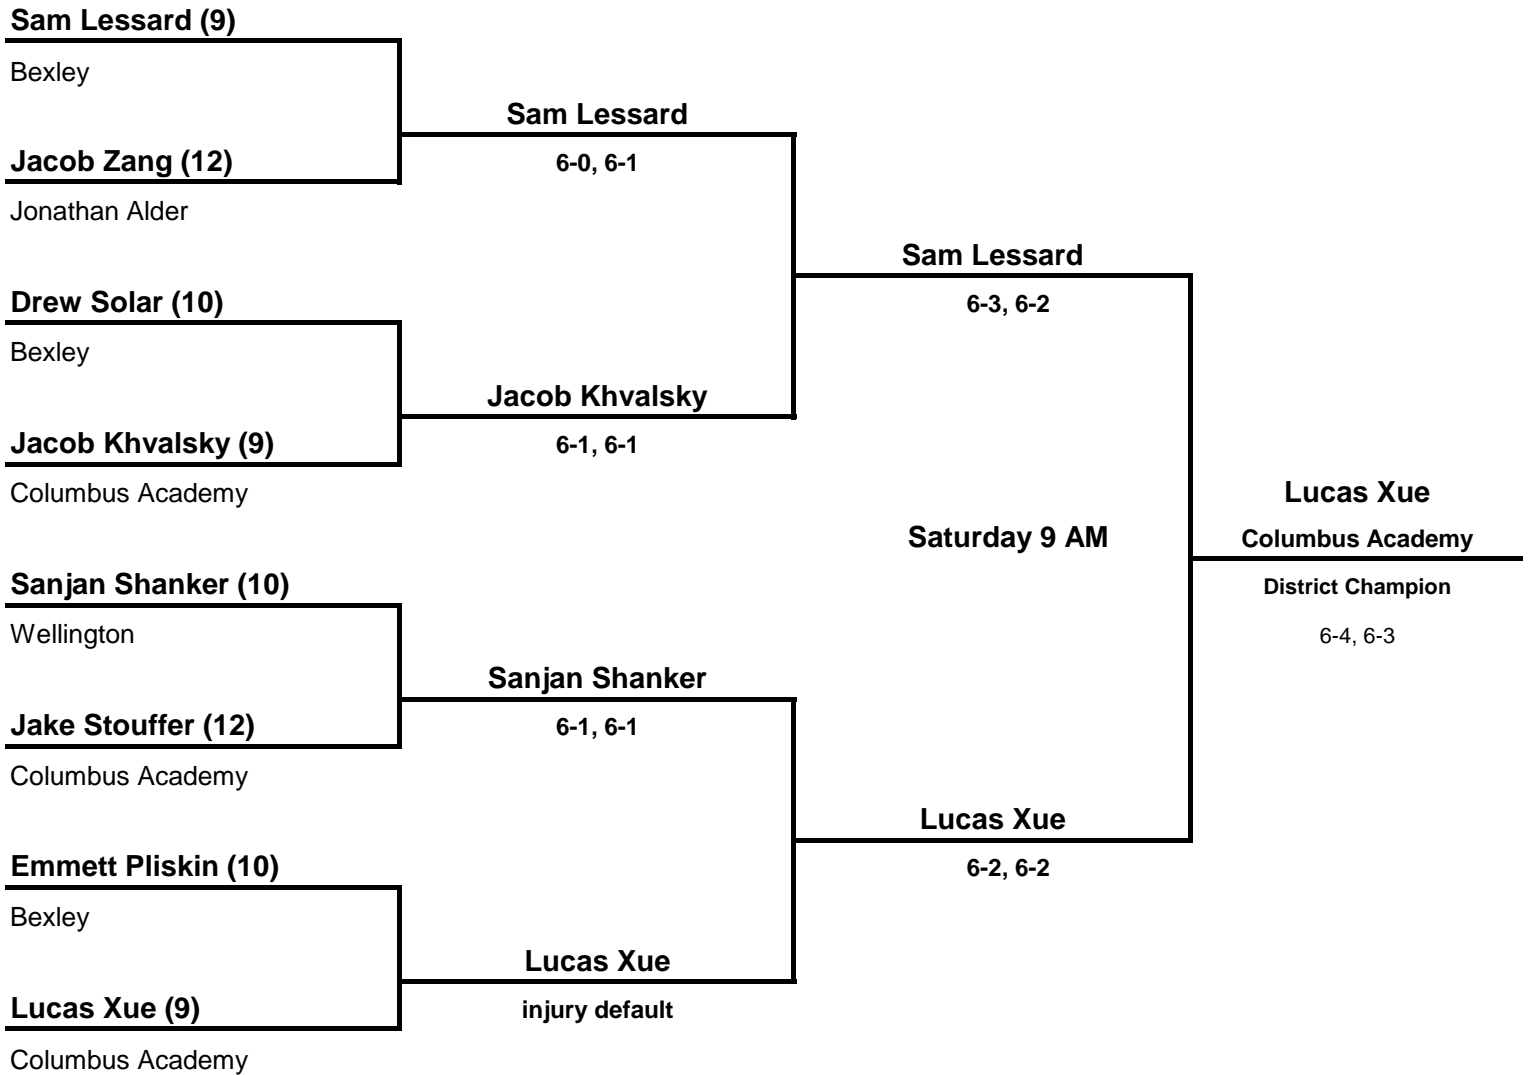 Sam Lessard (9)
Bexley
Jacob Zang (12)
Jonathan Alder
Drew Solar (10)
Bexley
Jacob Khvalsky (9)
Columbus Academy
Sanjan Shanker (10)
Wellington
Jake Stouffer (12)
Columbus Academy
Emmett Pliskin (10)
Bexley
Lucas Xue (9)
Columbus Academy
Sam Lessard
6-0, 6-1
Jacob Khvalsky
6-1, 6-1
Sanjan Shanker
6-1, 6-1
Lucas Xue
injury default
Sam Lessard
6-3, 6-2
Saturday 9 AM
Lucas Xue
6-2, 6-2
Lucas Xue
Columbus Academy
District Champion
6-4, 6-3